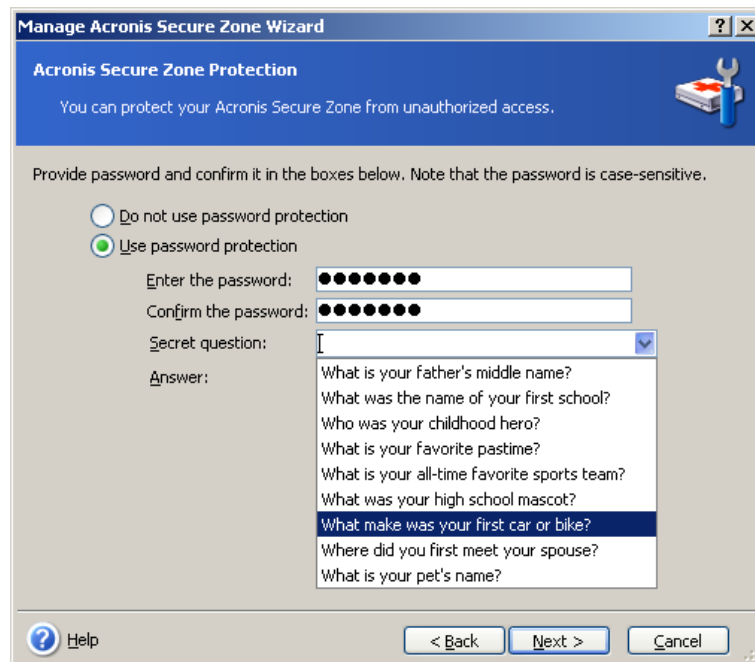 Manage Acronis Secure Zone Wizard
Acronis Secure Zone Protection
You can protect your Acronis Secure Zone from unauthorized access.
Provide password and confirm it in the boxes below. Note that the password is case-sensitive.
Do not use password protection
Use password protection
Enter the password: ●●●●●●●
Confirm the password: ●●●●●●●
Secret question:
Answer:
What is your father's middle name?
What was the name of your first school?
Who was your childhood hero?
What is your favorite pastime?
What is your all-time favorite sports team?
What was your high school mascot?
What make was your first car or bike?
Where did you first meet your spouse?
What is your pet's name?
Help
< Back
Next >
Cancel